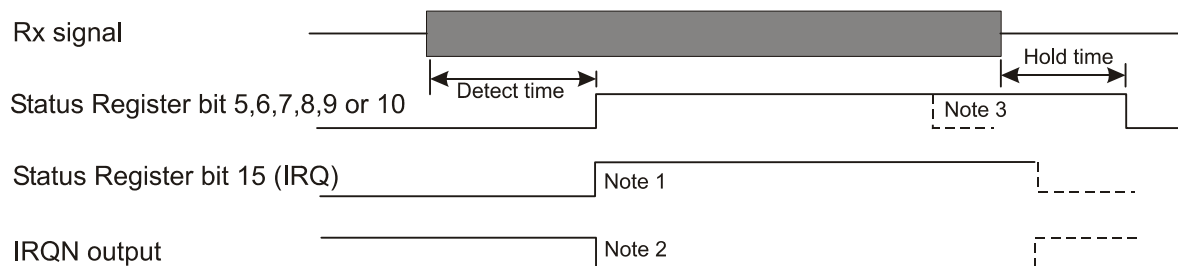 Rx signal
Hold time
Detect time
Status Register bit 5,6,7,8,9 or 10
Note 3
Status Register bit 15 (IRQ)
Note 1
IRQN output
Note 2